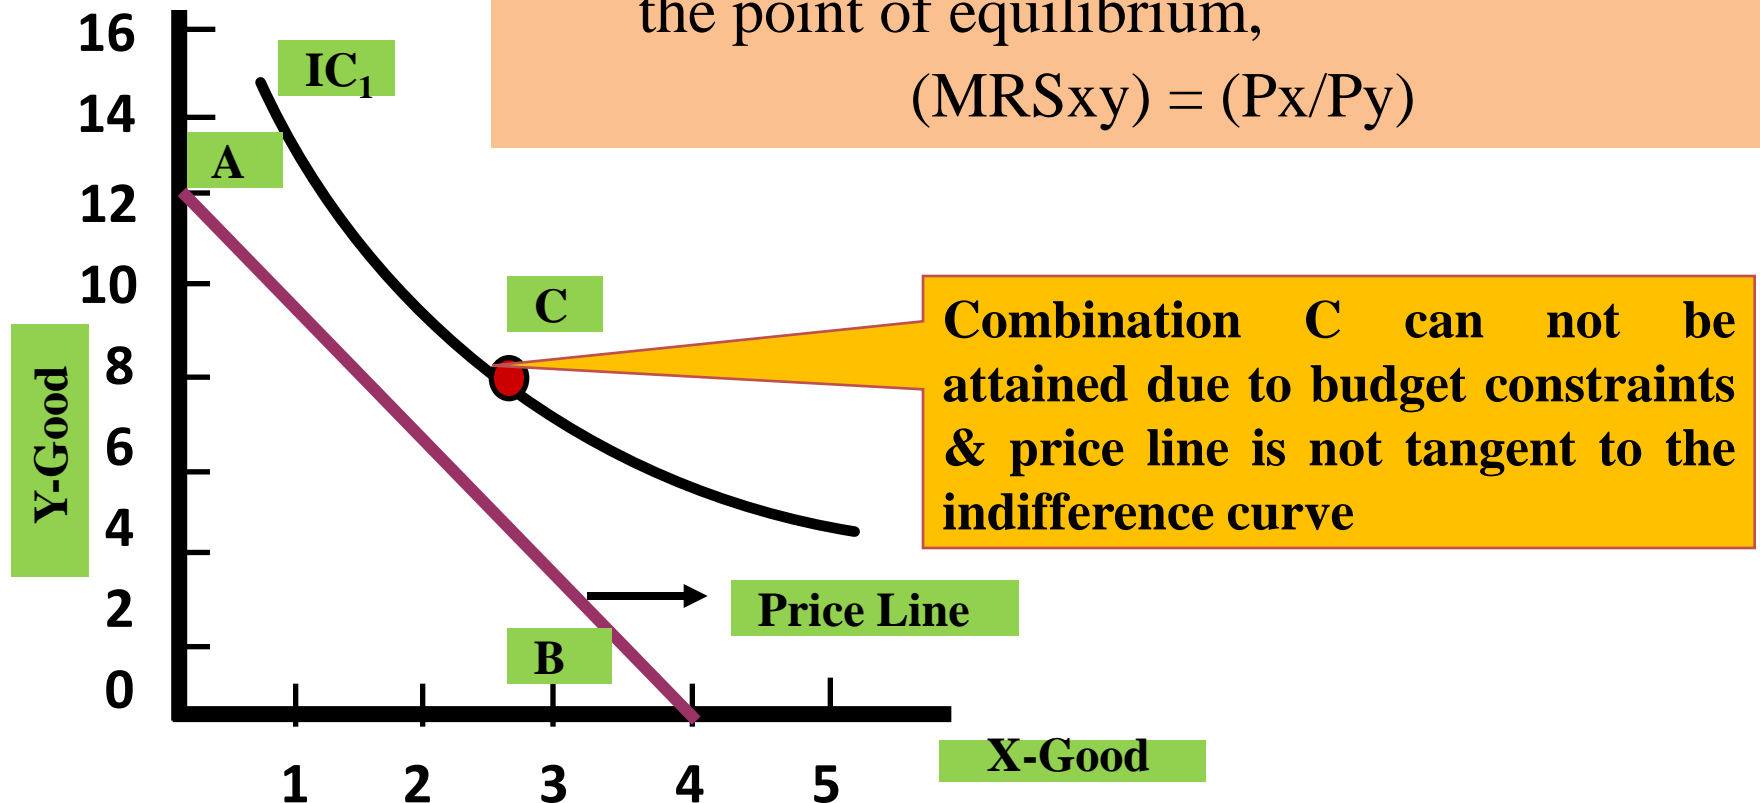 the point of equilibrium,
(MRSxy) = (Px/Py)
16
IC₁
14
A
12
10
C
Combination C can not be
attained due to budget constraints
& price line is not tangent to the
indifference curve
8
Y-Good
6
4
2
Price Line
B
0
X-Good
1 2 3 4 5